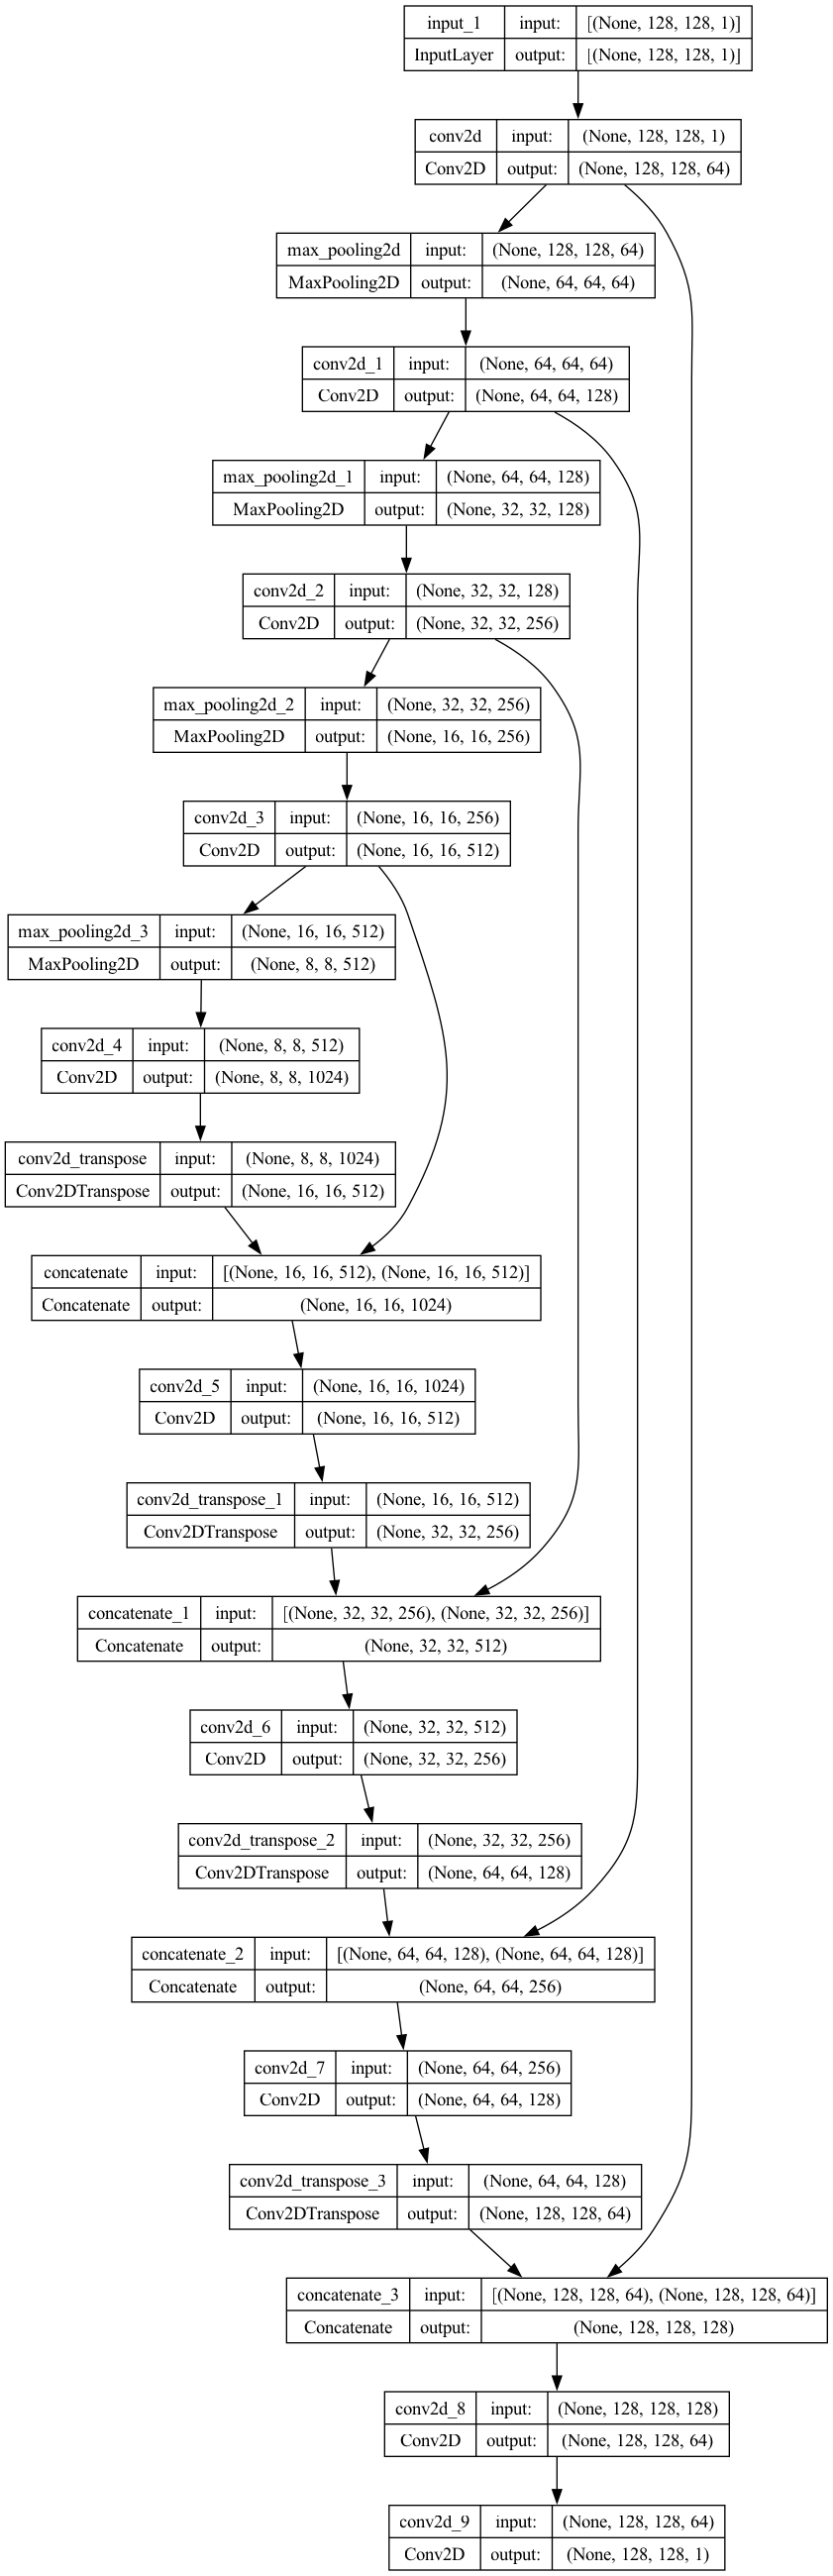 input_1 input: [(None, 128, 128, 1)]
InputLayer output: [(None, 128, 128, 1)]
conv2d input: (None, 128, 128, 1)
Conv2D output: (None, 128, 128, 64)
max_pooling2d input: (None, 128, 128, 64)
MaxPooling2D output: (None, 64, 64, 64)
conv2d_1 input: (None, 64, 64, 64)
Conv2D output: (None, 64, 64, 128)
max_pooling2d_1 input: (None, 64, 64, 128)
MaxPooling2D output: (None, 32, 32, 128)
conv2d_2 input: (None, 32, 32, 128)
Conv2D output: (None, 32, 32, 256)
max_pooling2d_2 input: (None, 32, 32, 256)
MaxPooling2D output: (None, 16, 16, 256)
conv2d_3 input: (None, 16, 16, 256)
Conv2D output: (None, 16, 16, 512)
max_pooling2d_3 input: (None, 16, 16, 512)
MaxPooling2D output: (None, 8, 8, 512)
conv2d_4 input: (None, 8, 8, 512)
Conv2D output: (None, 8, 8, 1024)
conv2d_transpose input: (None, 8, 8, 1024)
Conv2DTranspose output: (None, 16, 16, 512)
concatenate input: [(None, 16, 16, 512), (None, 16, 16, 512)]
Concatenate output: (None, 16, 16, 1024)
conv2d_5 input: (None, 16, 16, 1024)
Conv2D output: (None, 16, 16, 512)
conv2d_transpose_1 input: (None, 16, 16, 512)
Conv2DTranspose output: (None, 32, 32, 256)
concatenate_1 input: [(None, 32, 32, 256), (None, 32, 32, 256)]
Concatenate output: (None, 32, 32, 512)
conv2d_6 input: (None, 32, 32, 512)
Conv2D output: (None, 32, 32, 256)
conv2d_transpose_2 input: (None, 32, 32, 256)
Conv2DTranspose output: (None, 64, 64, 128)
concatenate_2 input: [(None, 64, 64, 128), (None, 64, 64, 128)]
Concatenate output: (None, 64, 64, 256)
conv2d_7 input: (None, 64, 64, 256)
Conv2D output: (None, 64, 64, 128)
conv2d_transpose_3 input: (None, 64, 64, 128)
Conv2DTranspose output: (None, 128, 128, 64)
concatenate_3 input: [(None, 128, 128, 64), (None, 128, 128, 64)]
Concatenate output: (None, 128, 128, 128)
conv2d_8 input: (None, 128, 128, 128)
Conv2D output: (None, 128, 128, 64)
conv2d_9 input: (None, 128, 128, 64)
Conv2D output: (None, 128, 128, 1)